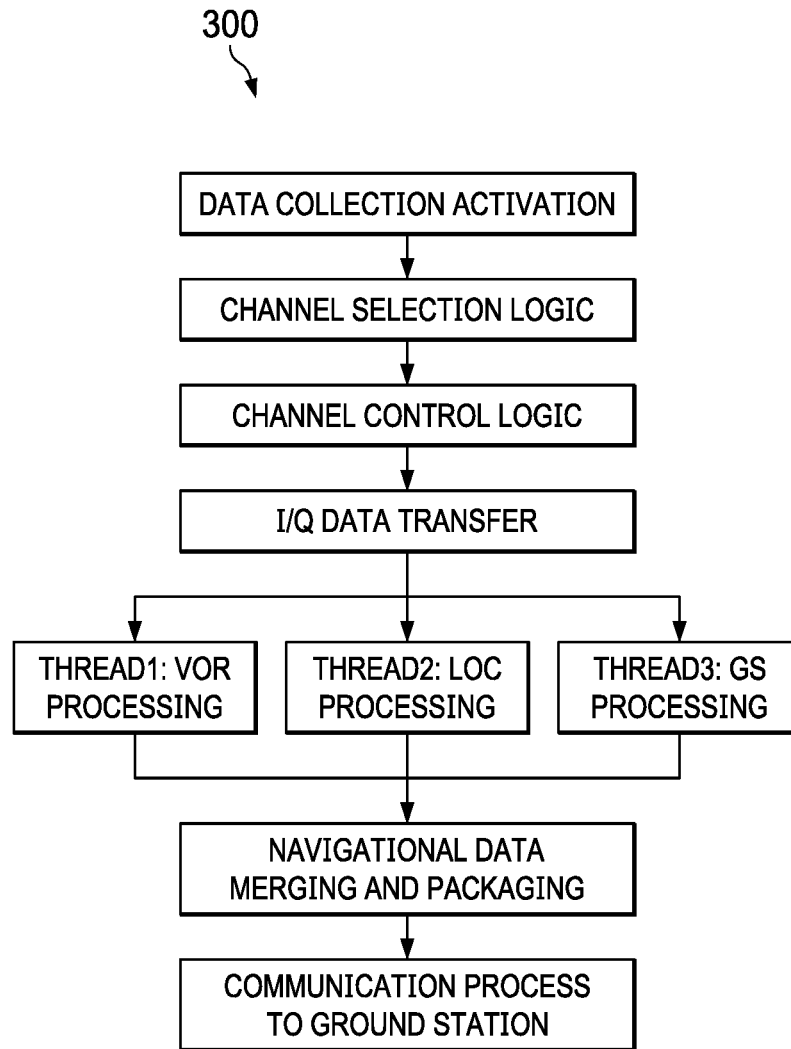 300
DATA COLLECTION ACTIVATION
CHANNEL SELECTION LOGIC
CHANNEL CONTROL LOGIC
I/Q DATA TRANSFER
THREAD1: VOR
PROCESSING
THREAD2: LOC
PROCESSING
THREAD3: GS
PROCESSING
NAVIGATIONAL DATA
MERGING AND PACKAGING
COMMUNICATION PROCESS
TO GROUND STATION